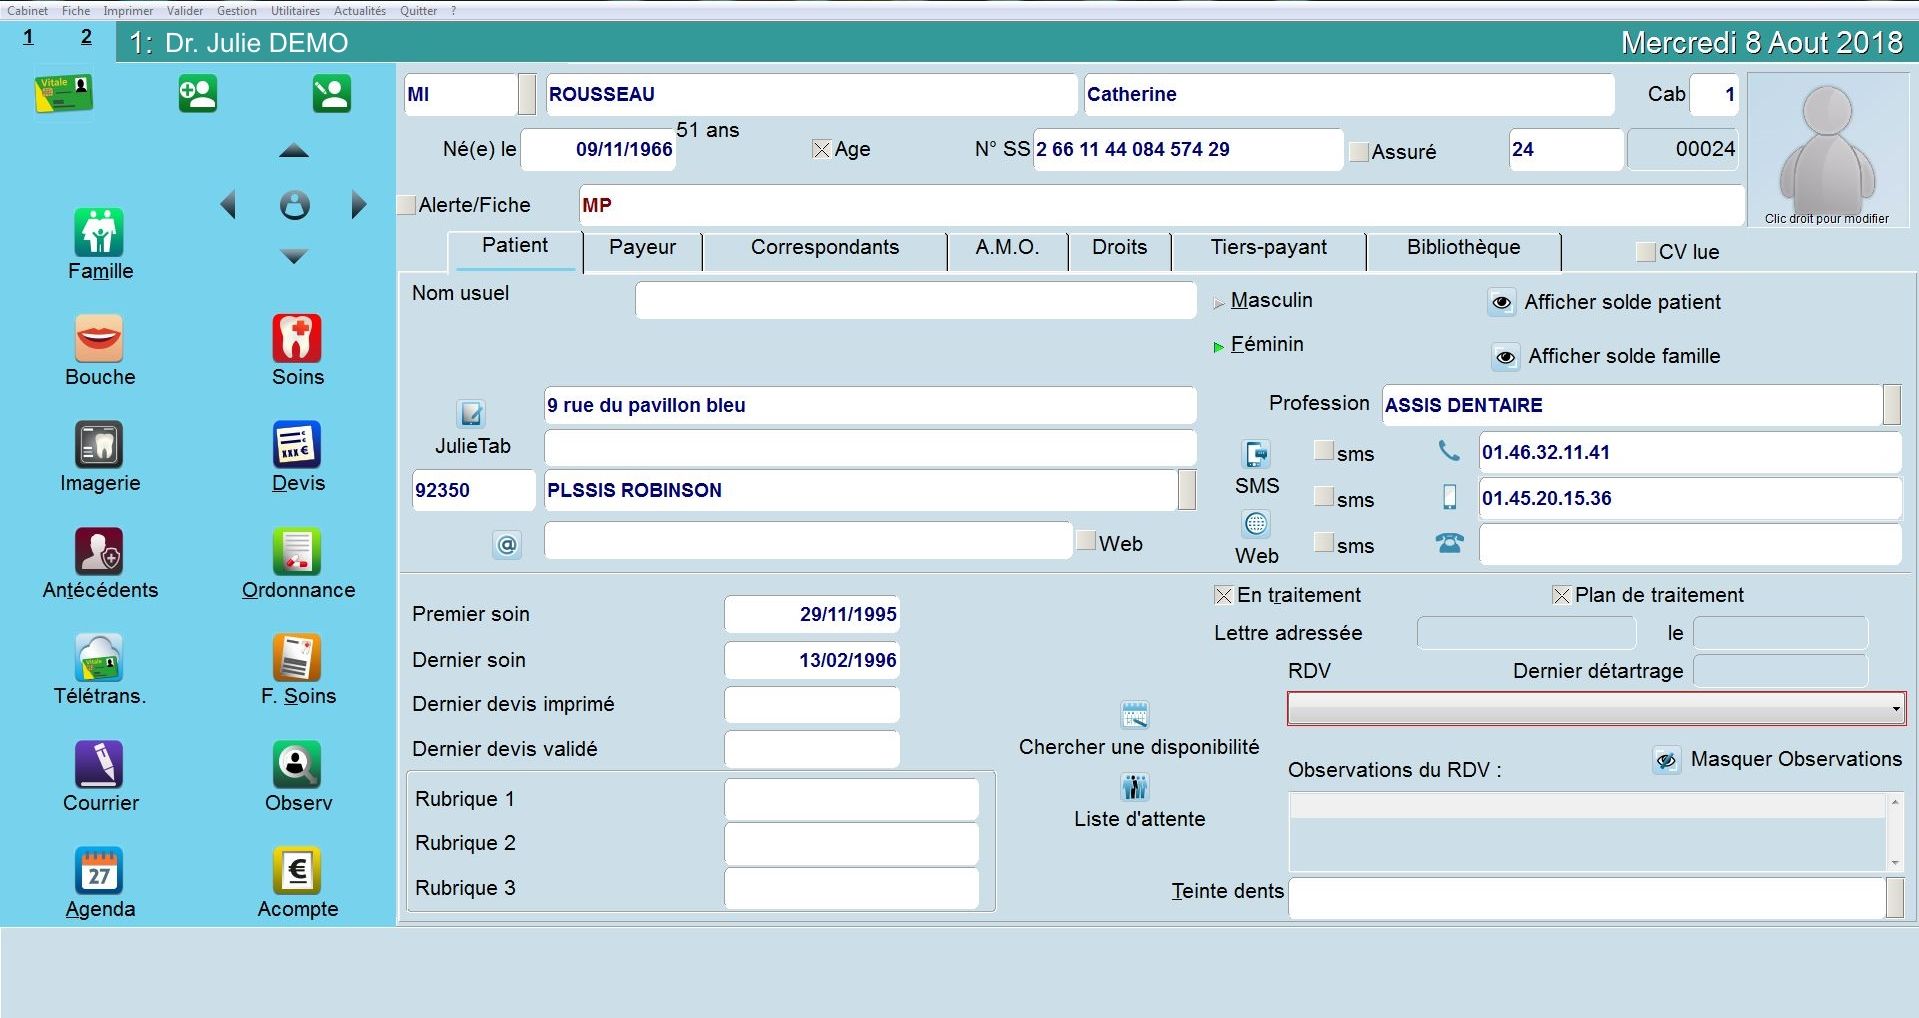 Cabinet Fiche Imprimer Valider Gestion Utilitaires Actualités Quitter ?
1 2 1: Dr. Julie DEMO Mercredi 8 Aout 2018
Vitale
MI ROUSSEAU Catherine Cab 1
Né(e) le 09/11/1966 51 ans Age N° SS 2 66 11 44 084 574 29 Assuré 24 00024
Alerte/Fiche MP
Clic droit pour modifier
Patient Payeur Correspondants A.M.O. Droits Tiers-payant Bibliothèque CV lue
Famille
Bouche Soins
Imagerie Devis
Antécédents Ordonnance
Télétrans. F. Soins
Courrier Observ
27 €
Agenda Acompte
Nom usuel Masculin Afficher solde patient
Féminin Afficher solde famille
9 rue du pavillon bleu Profession ASSIS DENTAIRE
JulieTab
SMS sms 01.46.32.11.41
92350 PLSSIS ROBINSON sms 01.45.20.15.36
@ Web Web sms
En traitement Plan de traitement
Premier soin 29/11/1995 Lettre adressée le
Dernier soin 13/02/1996 RDV Dernier détartrage
Dernier devis imprimé
Dernier devis validé Chercher une disponibilité Masquer Observations
Observations du RDV :
Rubrique 1
Liste d'attente
Rubrique 2
Rubrique 3 Teinte dents